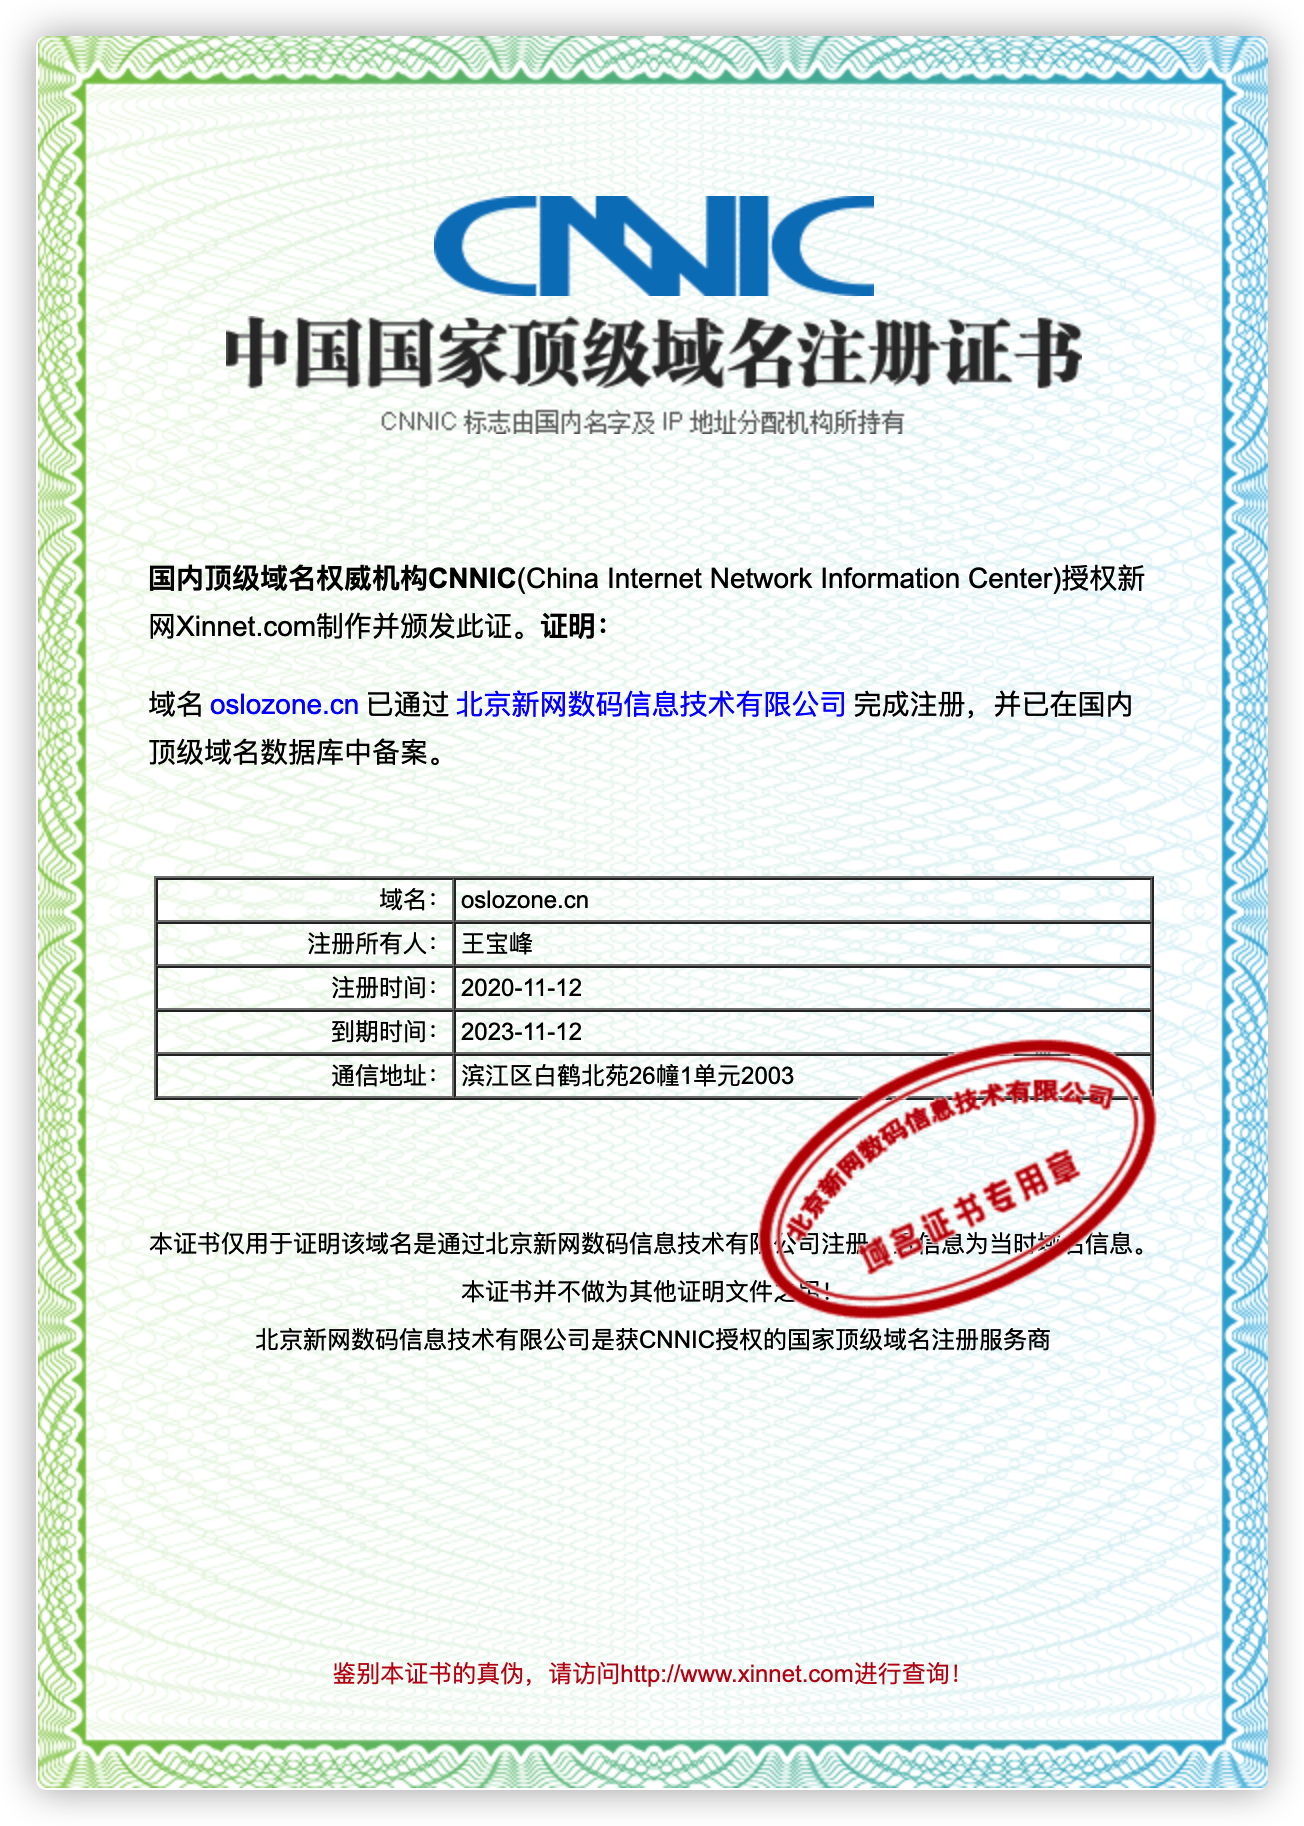 CNNIC
中国国家顶级域名注册证书
CNNIC 标志由国内名字及 IP 地址分配机构所持有
国内顶级域名权威机构CNNIC(China Internet Network Information Center)授权新
网Xinnet.com制作并颁发此证。证明：
域名 oslozone.cn 已通过 北京新网数码信息技术有限公司 完成注册，并已在国内
顶级域名数据库中备案。
域名： oslozone.cn
注册所有人： 王宝峰
注册时间： 2020-11-12
到期时间： 2023-11-12
通信地址： 滨江区白鹤北苑26幢1单元2003
北京新网数码信息技术有限公司
域名证书专用章
本证书仅用于证明该域名是通过北京新网数码信息技术有限公司注册 信息为当时域名信息。
本证书并不做为其他证明文件之用！
北京新网数码信息技术有限公司是获CNNIC授权的国家顶级域名注册服务商
鉴别本证书的真伪，请访问http://www.xinnet.com进行查询！